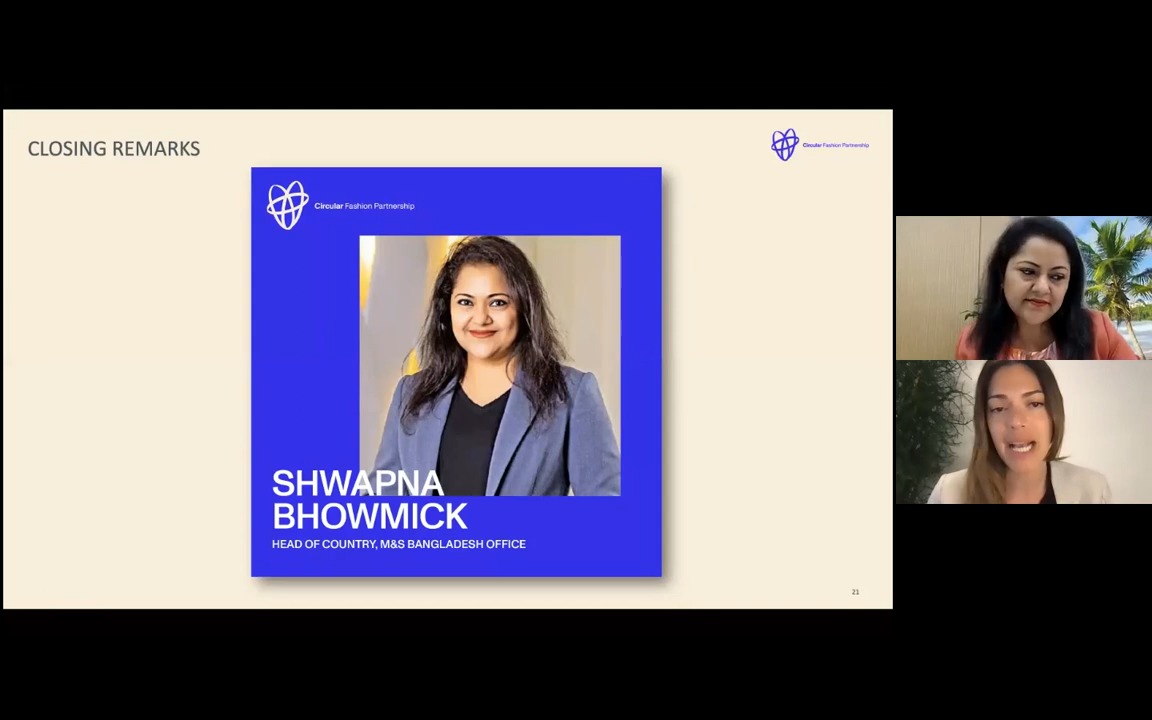 CLOSING REMARKS
Circular Fashion Partnership
Circular Fashion Partnership
SHWAPNA
BHOWMICK
HEAD OF COUNTRY, M&S BANGLADESH OFFICE
21